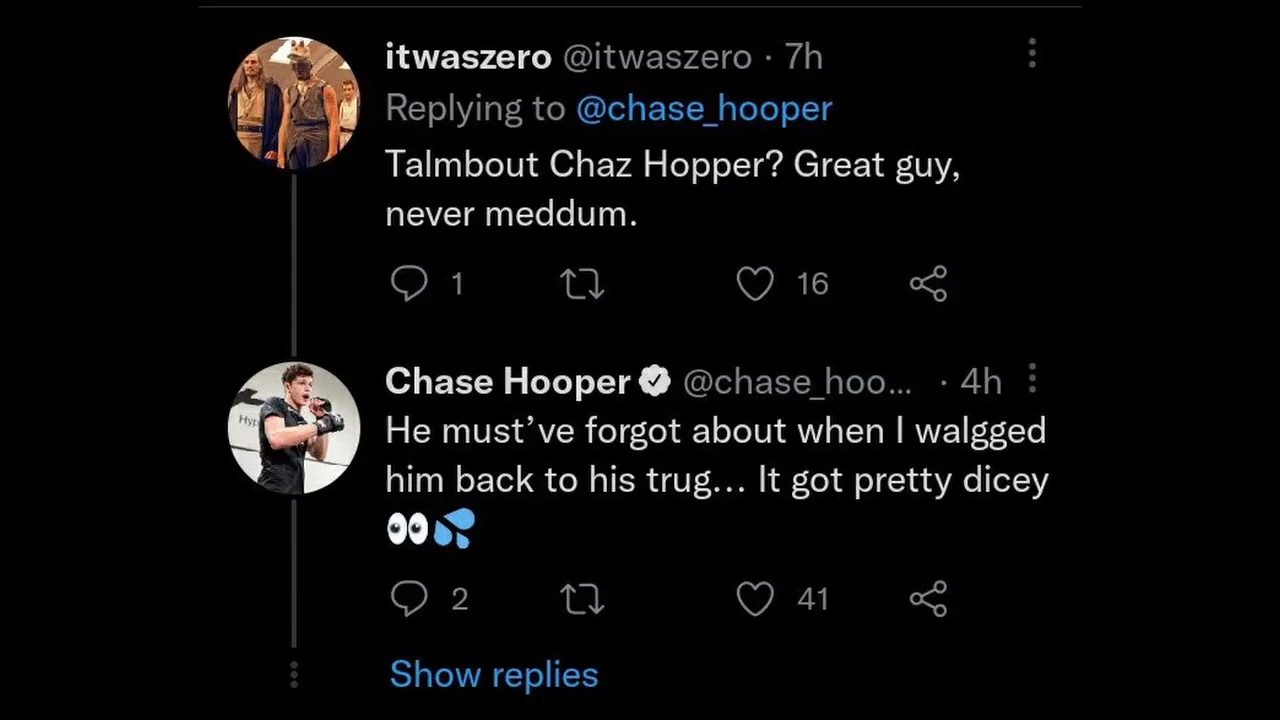 itwaszero @itwaszero · 7h
Replying to @chase_hooper
Talmbout Chaz Hopper? Great guy,
never meddum.
1 16
Chase Hooper @chase_hoo... · 4h
Hyp
He must’ve forgot about when I walgged
him back to his trug... It got pretty dicey
👀💦
2 41
Show replies